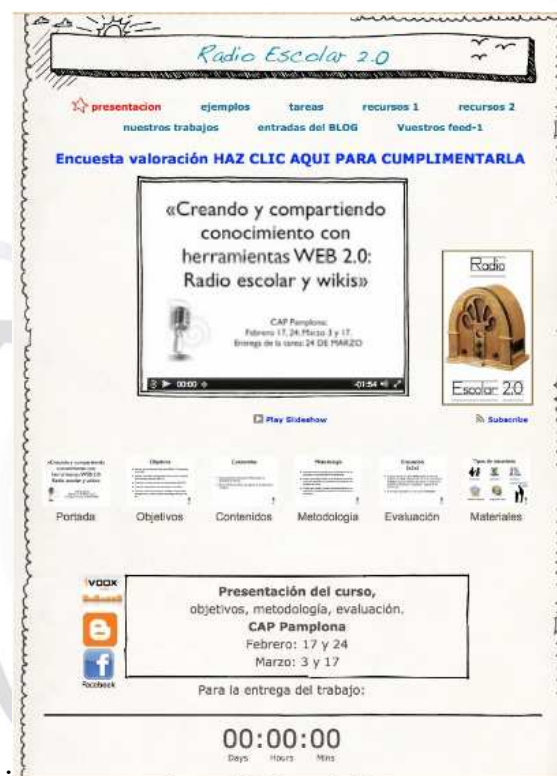 Radio Escolar 2.0
presentacion ejemplos tareas recursos 1 recursos 2
nuestros trabajos entradas del BLOG Vuestros feed-1
Encuesta valoración HAZ CLIC AQUI PARA CUMPLIMENTARLA
«Creando y compartiendo
conocimiento con
herramientas WEB 2.0:
Radio escolar y wikis»
CAP Pamplona:
Febrero 17, 24, Marzo 3 y 17.
Entrega de la tarea: 24 DE MARZO
00:00 -01:54
Radio
Escolar 2.0
Play Slideshow Subscribe
Portada Objetivos Contenidos Metodología Evaluación Materiales
ivoox
Presentación del curso,
objetivos, metodología, evaluación.
CAP Pamplona
Febrero: 17 y 24
Marzo: 3 y 17
Facebook
Para la entrega del trabajo:
00:00:00
Days Hours Mins